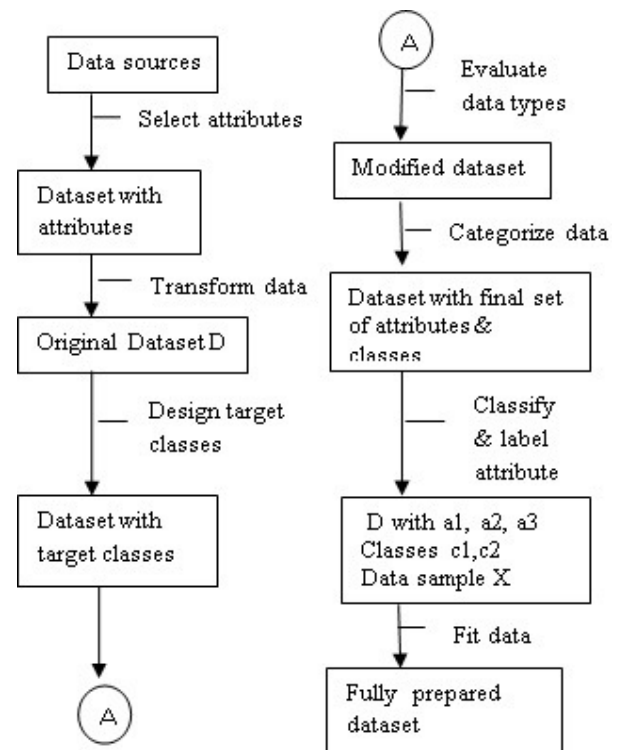 Data sources
Select attributes
Dataset with
attributes
Transform data
Original Dataset D
Design target
classes
Dataset with
target classes
A
A
Evaluate
data types
Modified dataset
Categorize data
Dataset with final set
of attributes &
classes
Classify
& label
attribute
D with a1, a2, a3
Classes c1,c2
Data sample X
Fit data
Fully prepared
dataset